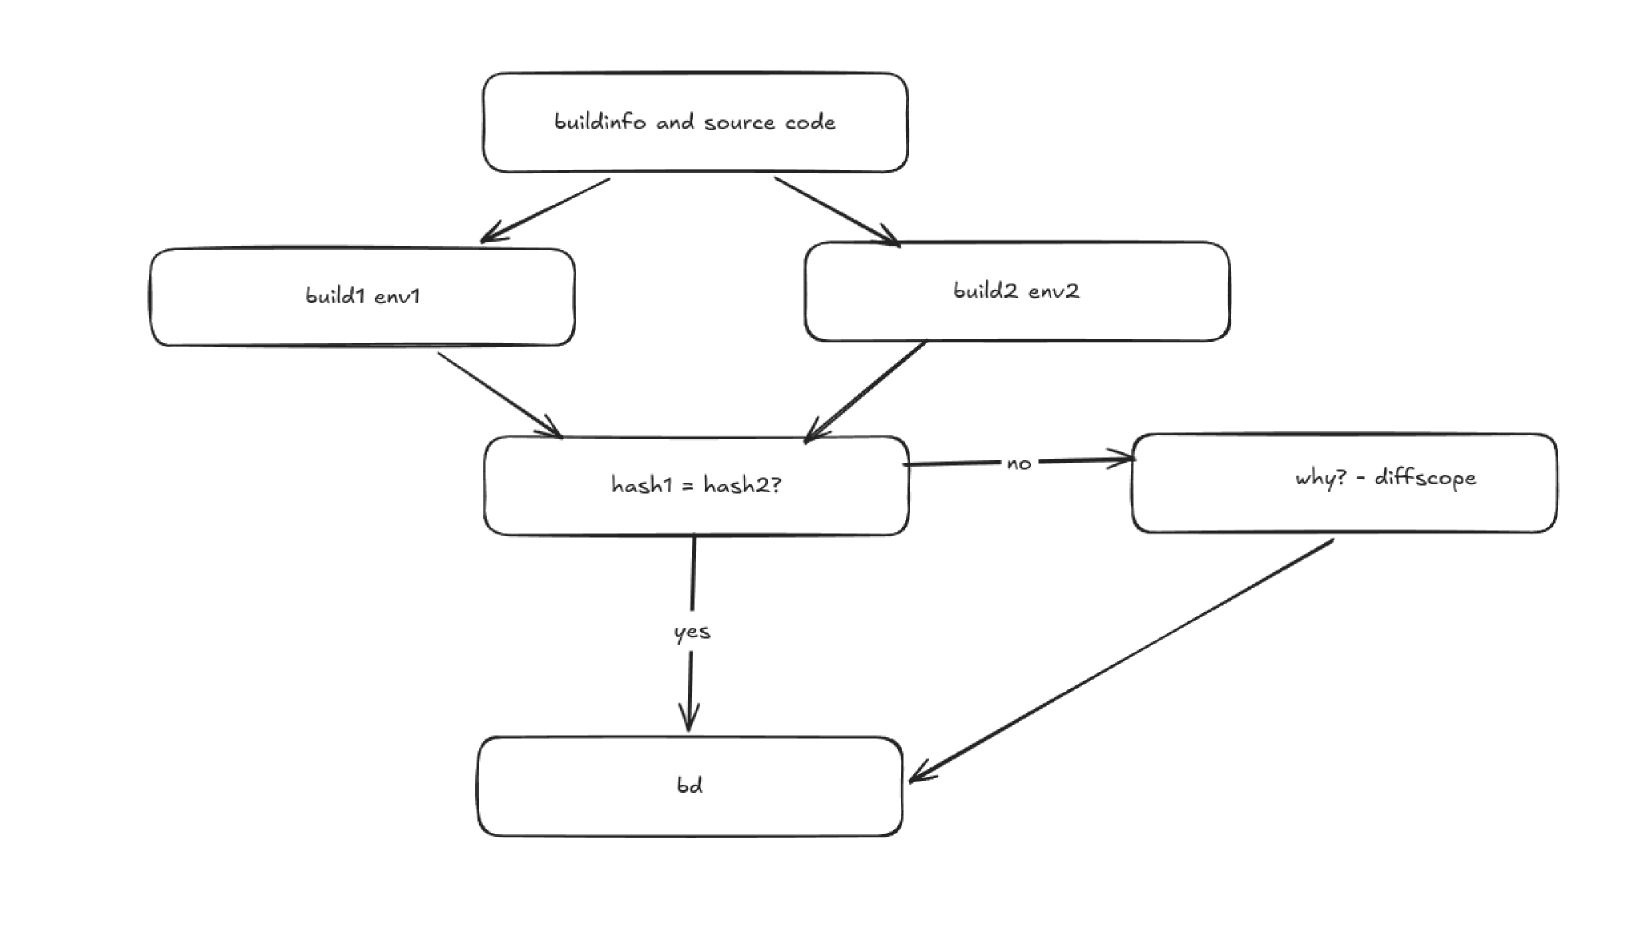 buildinfo and source code
build1 env1
build2 env2
hash1 = hash2?
no
why? - diffscope
yes
bd